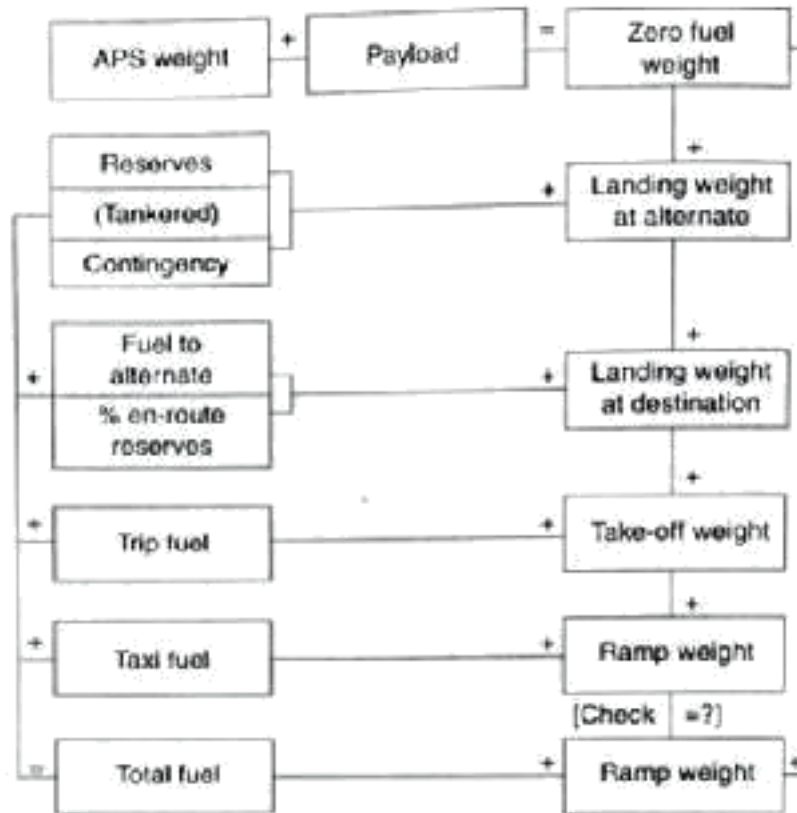 APS weight + Payload = Zero fuel
weight
+
Reserves
(Tankered) + Landing weight
at alternate
Contingency
+
Fuel to
alternate
+ + Landing weight
at destination
% en-route
reserves
+
+ Trip fuel + Take-off weight
+
+ Taxi fuel + Ramp weight
[Check =?]
= Total fuel + Ramp weight +